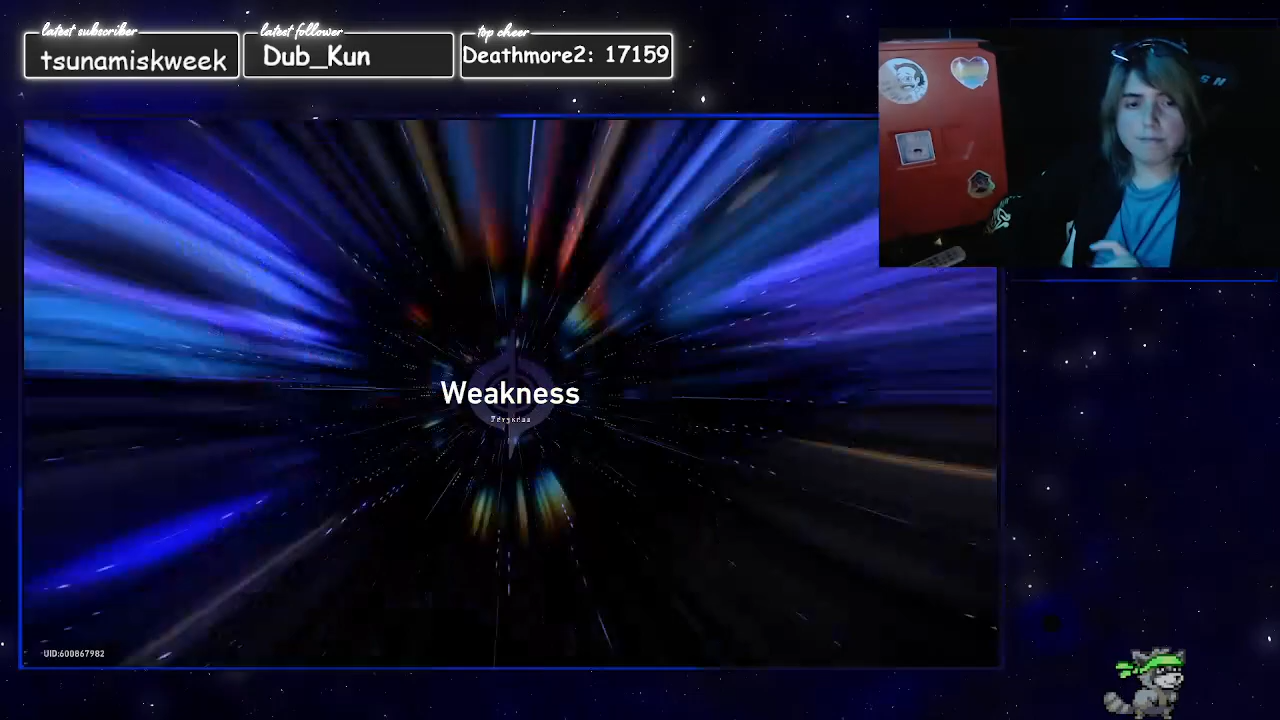 latest subscriber
latest follower
top cheer
tsunamiskweek
Dub_Kun
Deathmore2: 17159
Weakness
UID:600867982